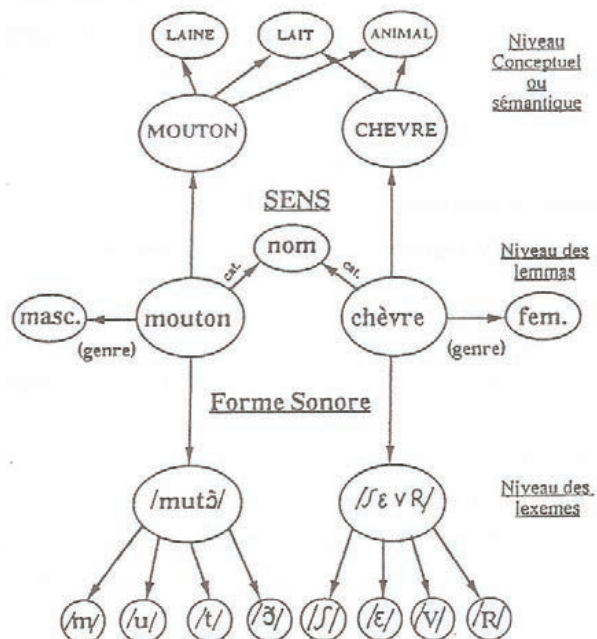 LAINE
LAIT
ANIMAL
Niveau
Conceptuel
ou
sémantique
MOUTON
CHEVRE
SENS
nom
cat.
cat.
Niveau des
lemmas
masc.
mouton
chèvre
fem.
(genre)
(genre)
Forme Sonore
/mutɔ̃/
/ʃɛvR/
Niveau des
lexemes
/m/
/u/
/t/
/ɔ̃/
/ʃ/
/ɛ/
/v/
/R/